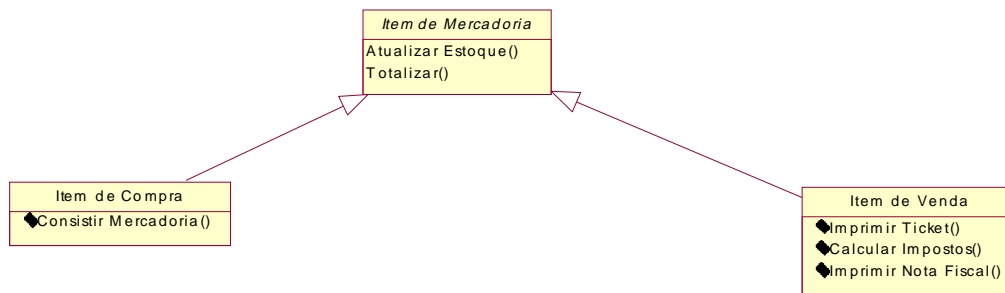 Item de Mercadoria
Atualizar Estoque()
Totalizar()
Item de Compra
Consistir Mercadoria()
Item de Venda
Imprimir Ticket()
Calcular Impostos()
Imprimir Nota Fiscal()